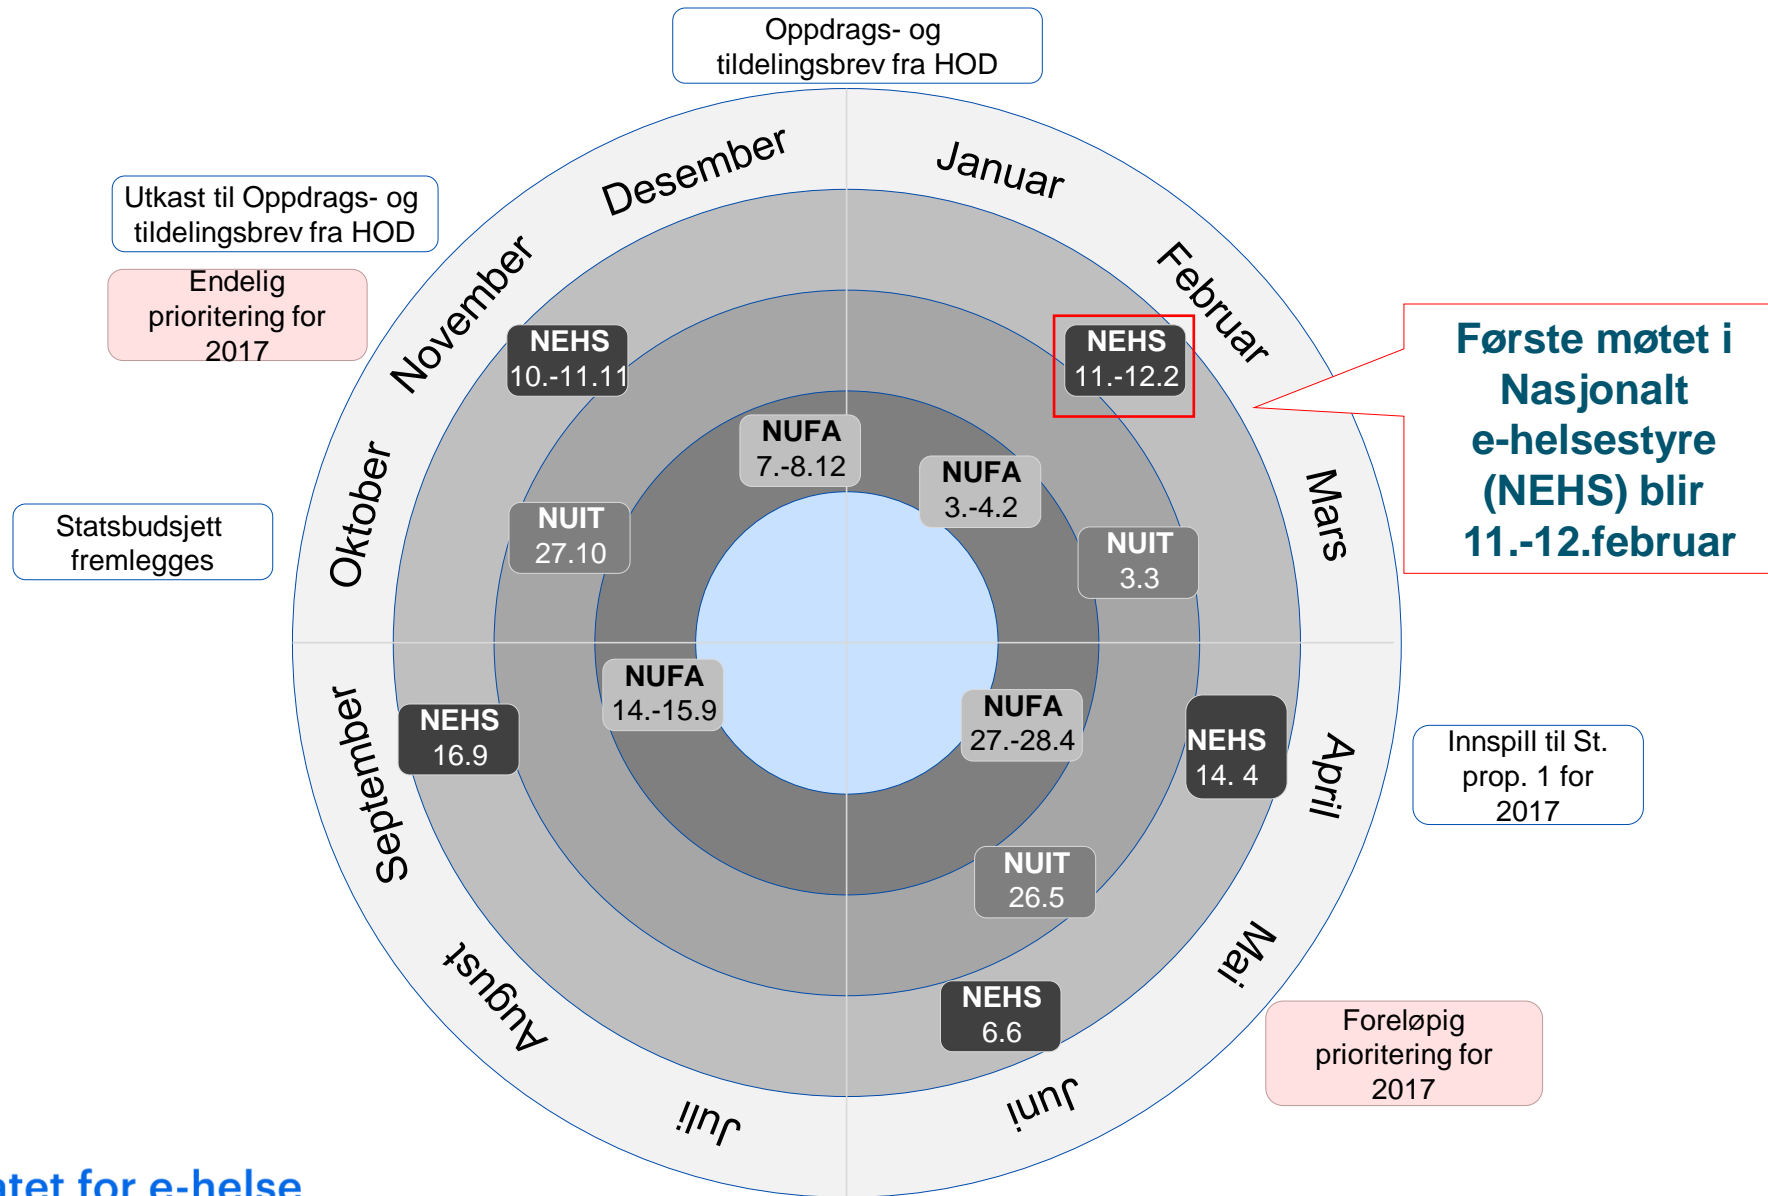 Oppdrags- og
tildelingsbrev fra HOD
Utkast til Oppdrags- og
tildelingsbrev fra HOD
Endelig
prioritering for
2017
Statsbudsjett
fremlegges
Januar
Februar
Mars
April
Mai
Juni
Juli
August
September
Oktober
November
Desember
NEHS
10.-11.11
NEHS
11.-12.2
NUFA
7.-8.12
NUFA
3.-4.2
NUIT
27.10
NUIT
3.3
NUFA
14.-15.9
NUFA
27.-28.4
NEHS
16.9
NEHS
14. 4
NUIT
26.5
NEHS
6.6
Første møtet i
Nasjonalt
e-helsestyre
(NEHS) blir
11.-12.februar
Innspill til St.
prop. 1 for
2017
Foreløpig
prioritering for
2017
for e-helse